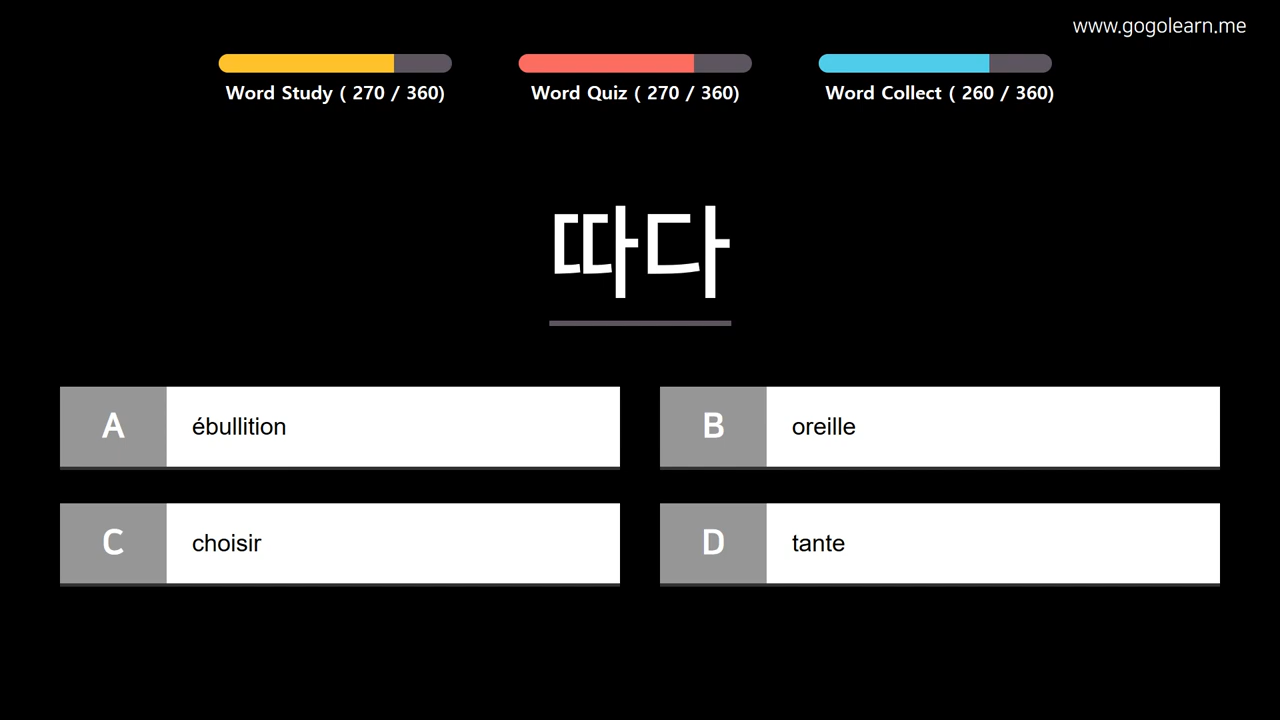 www.gogolearn.me
Word Study ( 270 / 360)
Word Quiz ( 270 / 360)
Word Collect ( 260 / 360)
따다
A ébullition
B oreille
C choisir
D tante